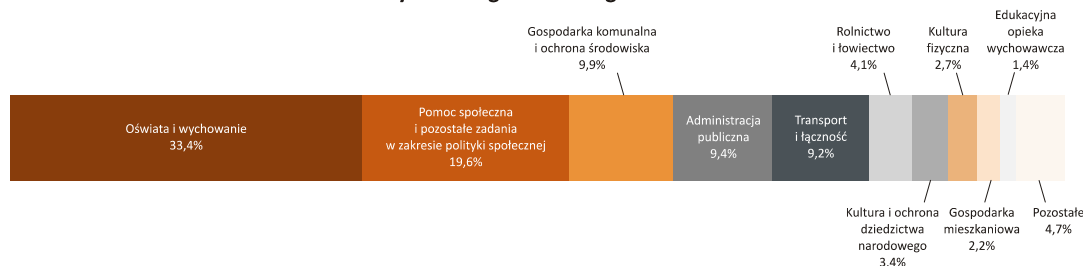 Gospodarka komunalna
i ochrona środowiska
9,9%
Rolnictwo
i łowiectwo
4,1%
Kultura
fizyczna
2,7%
Edukacyjna
opieka
wychowawcza
1,4%
Oświata i wychowanie
33,4%
Pomoc społeczna
i pozostałe zadania
w zakresie polityki społecznej
19,6%
Administracja
publiczna
9,4%
Transport
i łączność
9,2%
Kultura i ochrona
dziedzictwa
narodowego
3,4%
Gospodarka
mieszkaniowa
2,2%
Pozostałe
4,7%